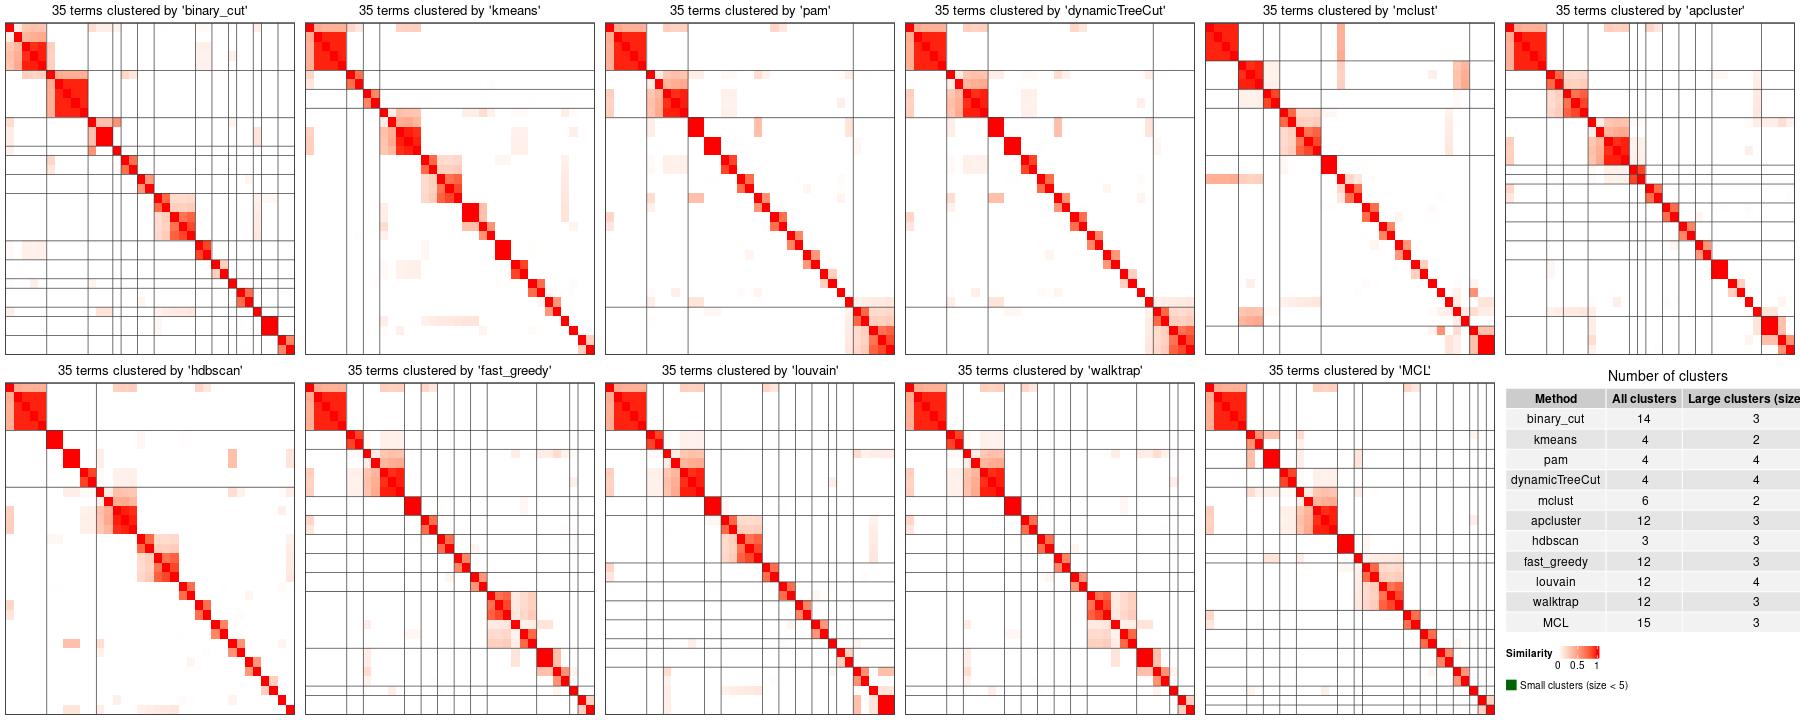 35 terms clustered by 'binary_cut'
35 terms clustered by 'kmeans'
35 terms clustered by 'pam'
35 terms clustered by 'dynamicTreeCut'
35 terms clustered by 'mclust'
35 terms clustered by 'apcluster'
35 terms clustered by 'hdbscan'
35 terms clustered by 'fast_greedy'
35 terms clustered by 'louvain'
35 terms clustered by 'walktrap'
35 terms clustered by 'MCL'
Number of clusters
Method All clusters Large clusters (size
binary_cut 14 3
kmeans 4 2
pam 4 4
dynamicTreeCut 4 4
mclust 6 2
apcluster 12 3
hdbscan 3 3
fast_greedy 12 3
louvain 12 4
walktrap 12 3
MCL 15 3
Similarity
0 0.5 1
Small clusters (size < 5)